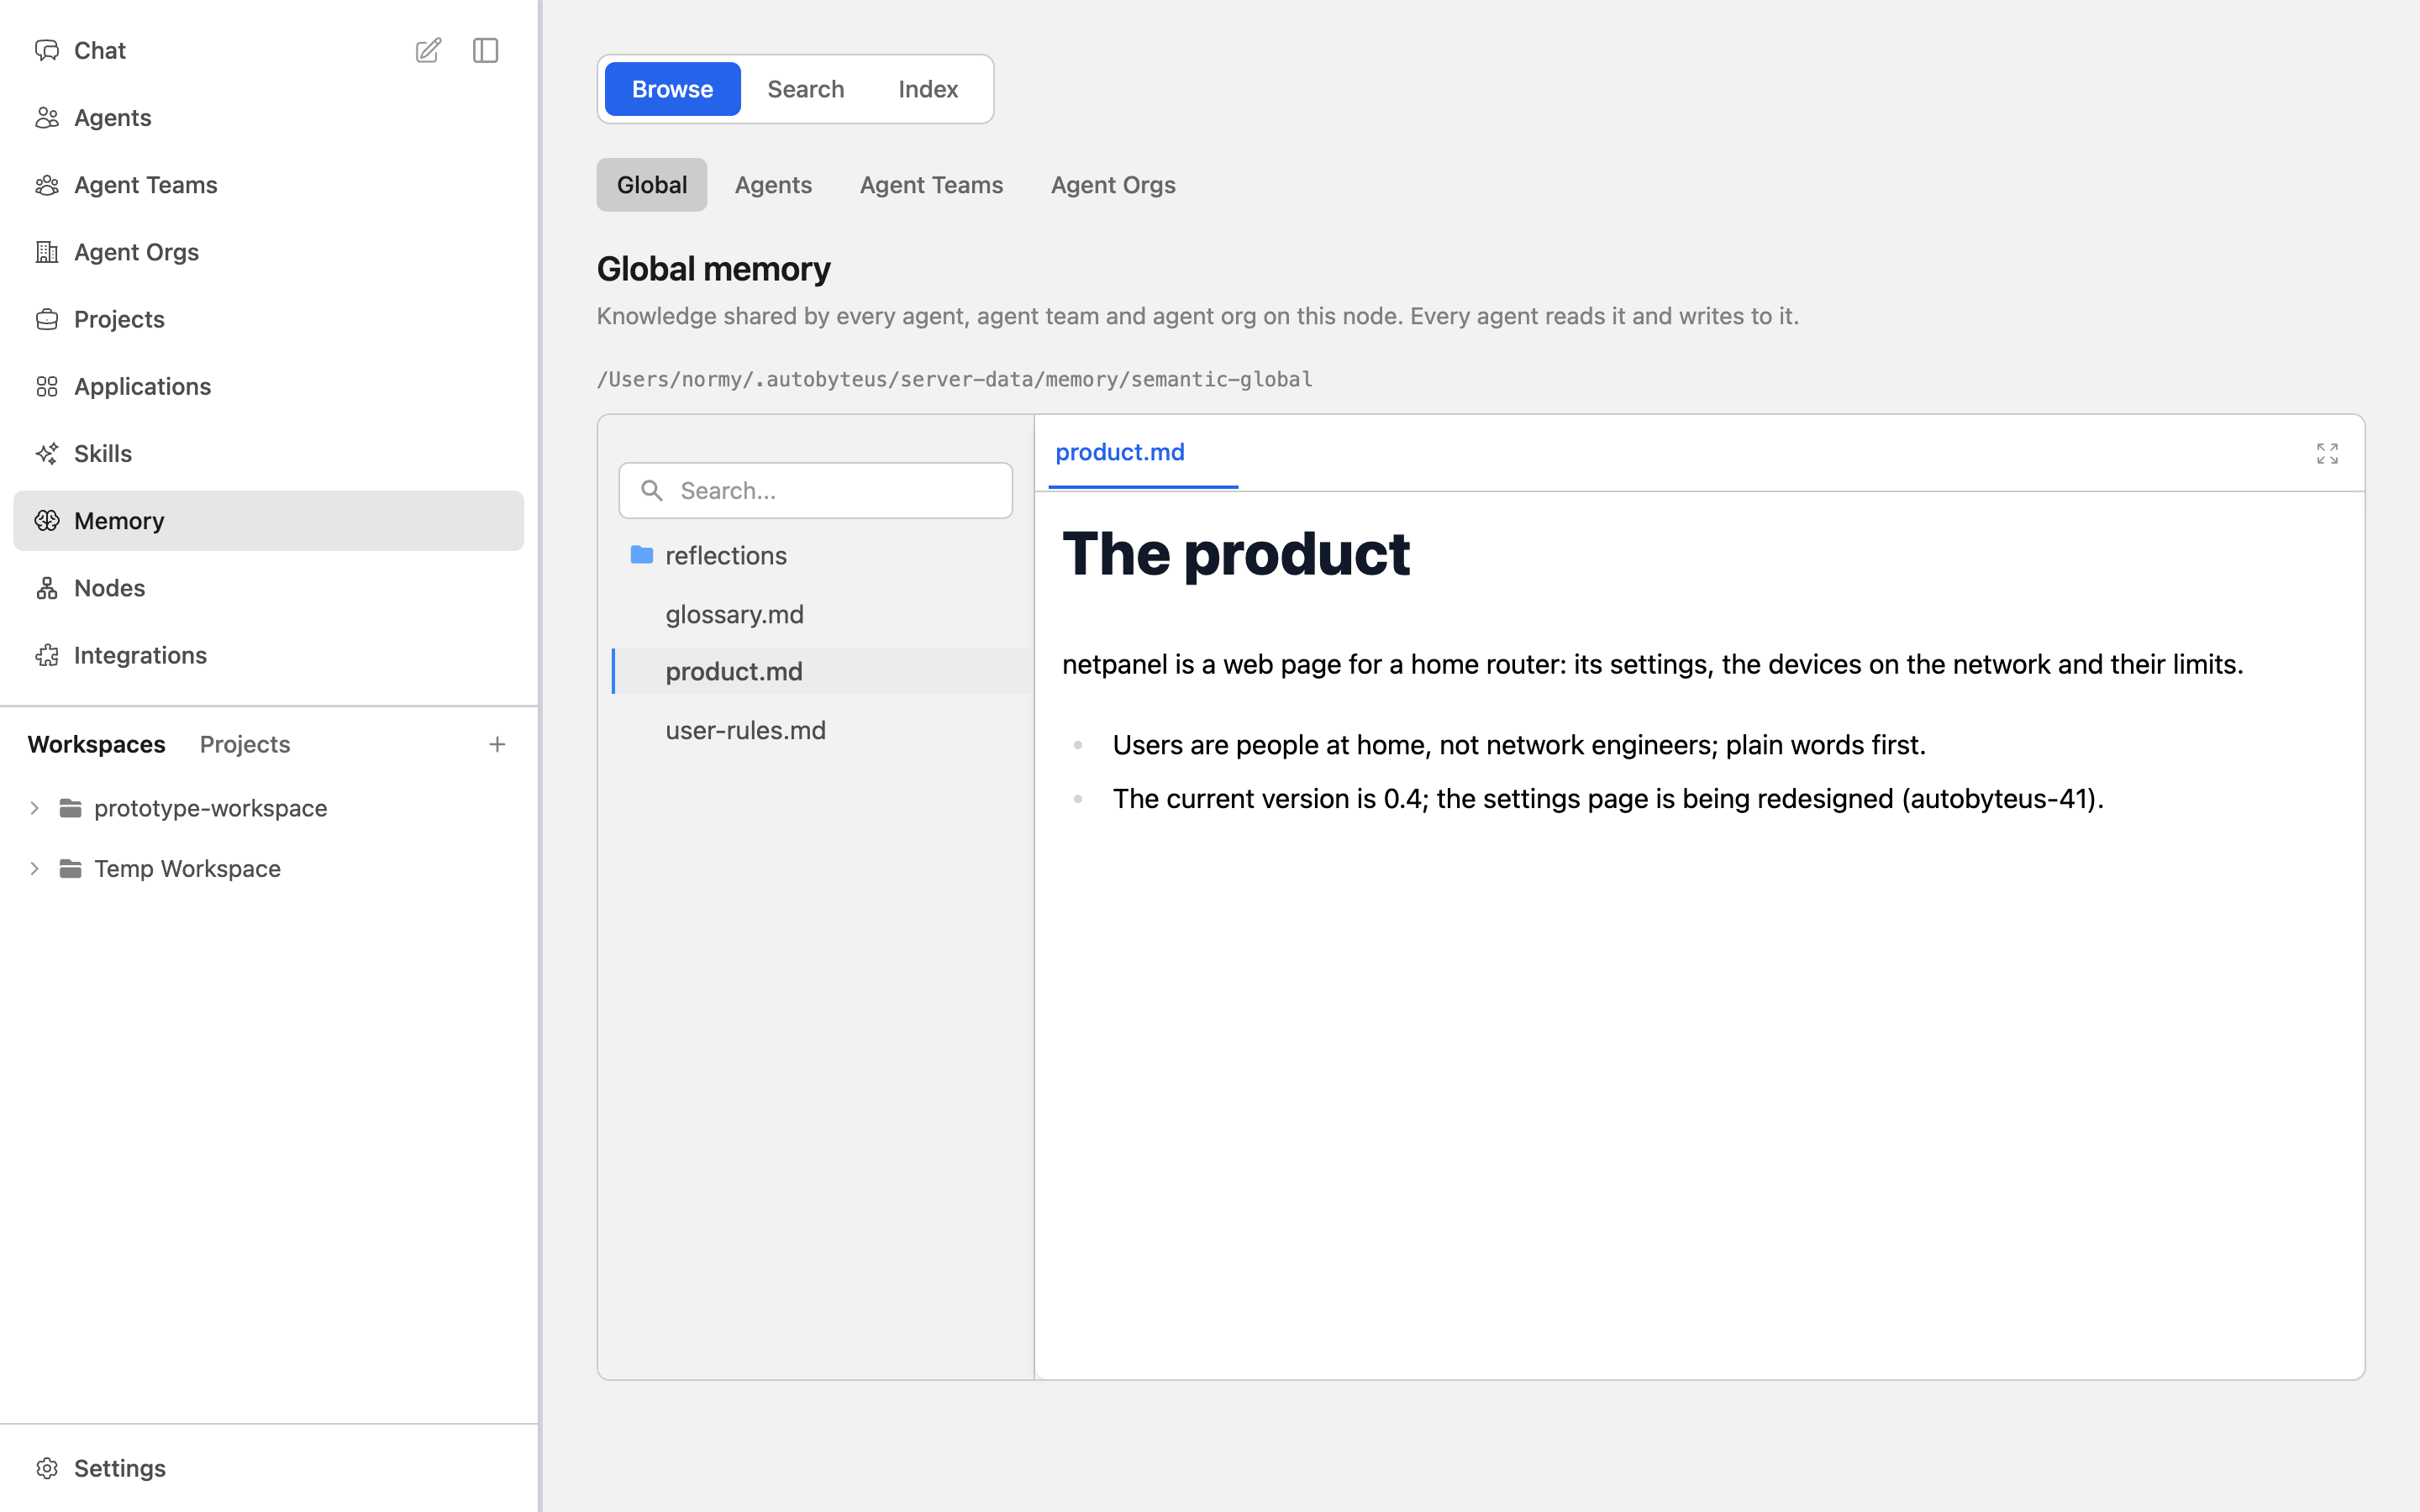 Chat
Agents
Agent Teams
Agent Orgs
Projects
Applications
Skills
Memory
Nodes
Integrations
Workspaces Projects
prototype-workspace
Temp Workspace
Settings
Browse Search Index
Global Agents Agent Teams Agent Orgs
Global memory
Knowledge shared by every agent, agent team and agent org on this node. Every agent reads it and writes to it.
/Users/normy/.autobyteus/server-data/memory/semantic-global
Search...
reflections
glossary.md
product.md
user-rules.md
product.md
The product
netpanel is a web page for a home router: its settings, the devices on the network and their limits.
Users are people at home, not network engineers; plain words first.
The current version is 0.4; the settings page is being redesigned (autobyteus-41).